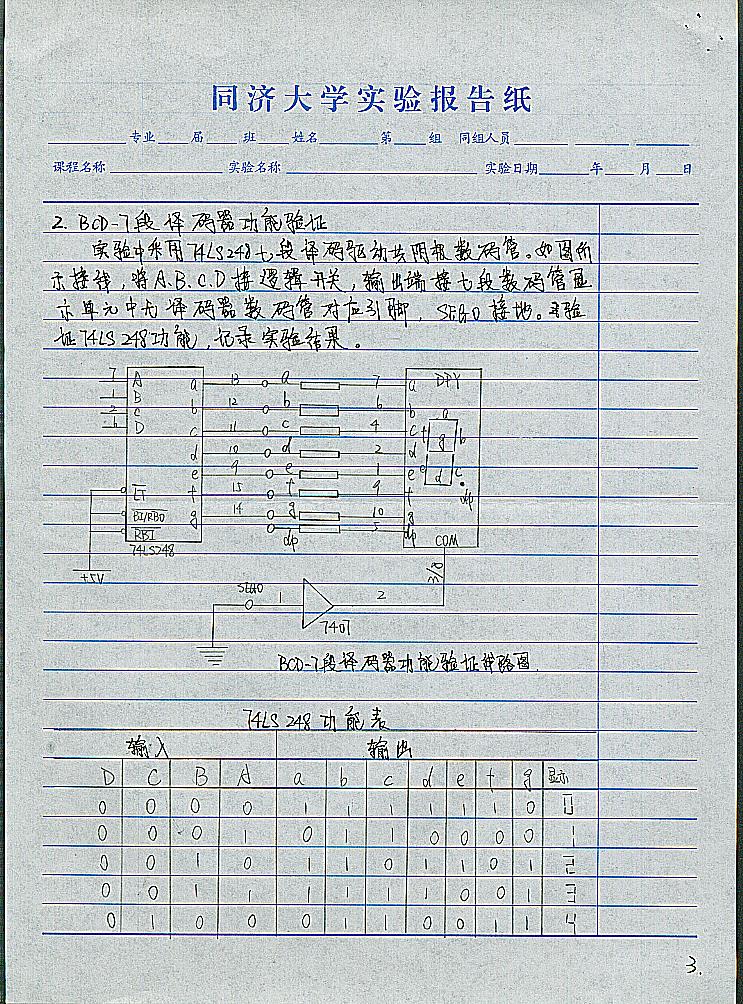 同济大学实验报告纸
专业 届 班 姓名 第 组 同组人员
课程名称 实验名称 实验日期 年 月 日
2. BCD-7段译码器功能验证
实验中采用74LS248七段译码驱动共阴极数码管。如图所
示接线，将A.B.C.D接逻辑开关，输出端接七段数码管显
示单元中无译码器数码管对应引脚，SEG0接地。验
证74LS248功能，记录实验结果。
7 A a 13 a 7 a DPY
1 B b 12 b 6 b a
2 C c 11 c 4 c f g b
6 D d 10 d 2 d
e 9 e 1 e e d c
LT f 15 f 9 f dp
BI/RBO g 14 g 10 g
RBI dp 5 dp
74LS248 COM
+5V 3/8
SEG0 1 2
7407
BCD-7段译码器功能验证线路图
74LS248功能表
输入 输出
D C B A a b c d e f g 显示
0 0 0 0 1 1 1 1 1 1 0 0
0 0 0 1 0 1 1 0 0 0 0 1
0 0 1 0 1 1 0 1 1 0 1 2
0 0 1 1 1 1 1 1 0 0 1 3
0 1 0 0 0 1 1 0 0 1 1 4
3.